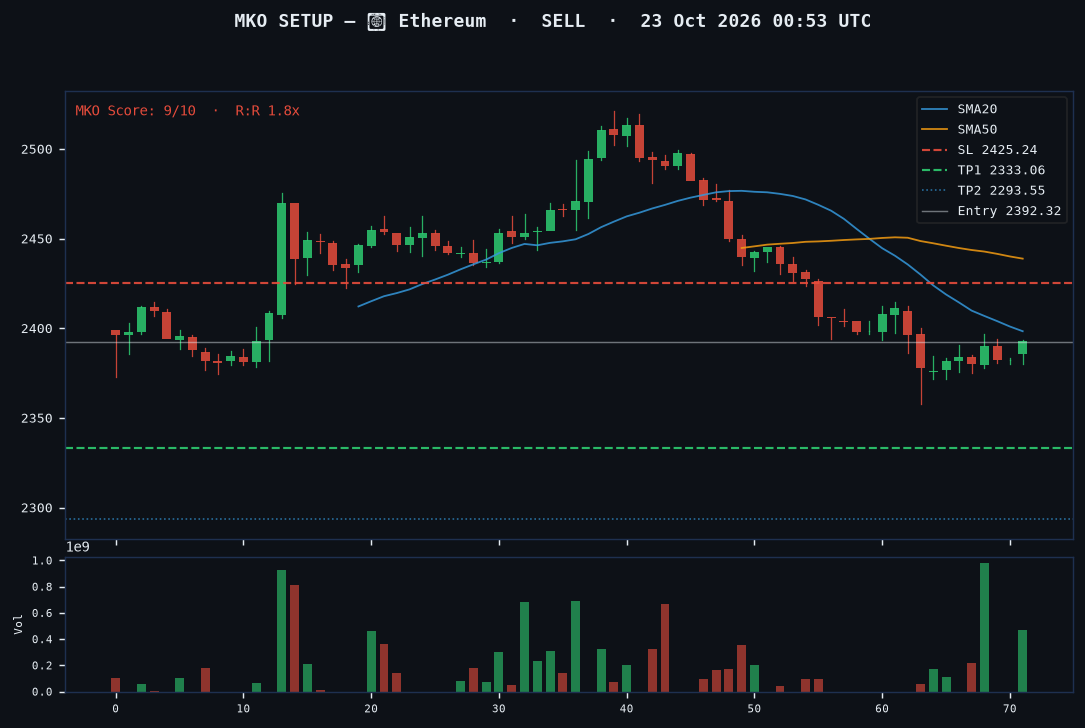 MKO SETUP — Ethereum · SELL · 23 Oct 2026 00:53 UTC
MKO Score: 9/10 · R:R 1.8x
SMA20
SMA50
SL 2425.24
TP1 2333.06
TP2 2293.55
Entry 2392.32
2500
2450
2400
2350
2300
1e9
1.0
0.8
0.6
0.4
0.2
0.0
Vol
0 10 20 30 40 50 60 70